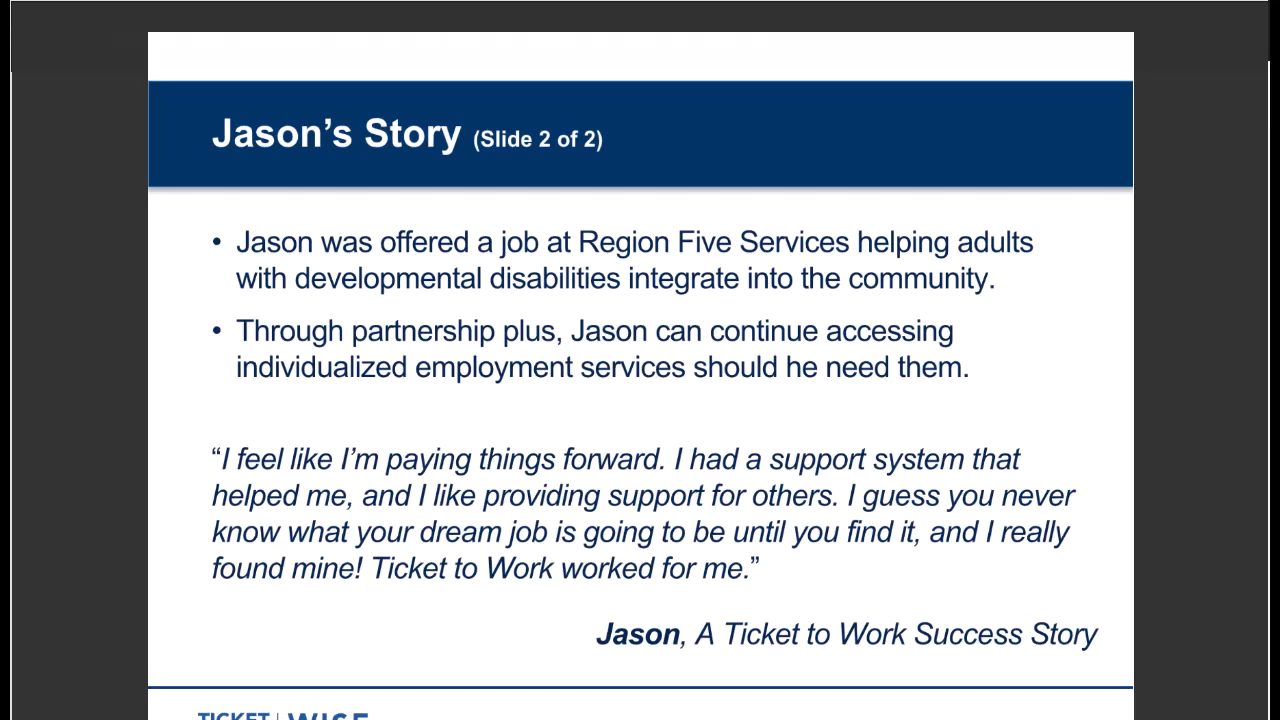 Jason’s Story (Slide 2 of 2)
• Jason was offered a job at Region Five Services helping adults
with developmental disabilities integrate into the community.
• Through partnership plus, Jason can continue accessing
individualized employment services should he need them.
“I feel like I’m paying things forward. I had a support system that
helped me, and I like providing support for others. I guess you never
know what your dream job is going to be until you find it, and I really
found mine! Ticket to Work worked for me.”
Jason, A Ticket to Work Success Story
TICKET | WISE